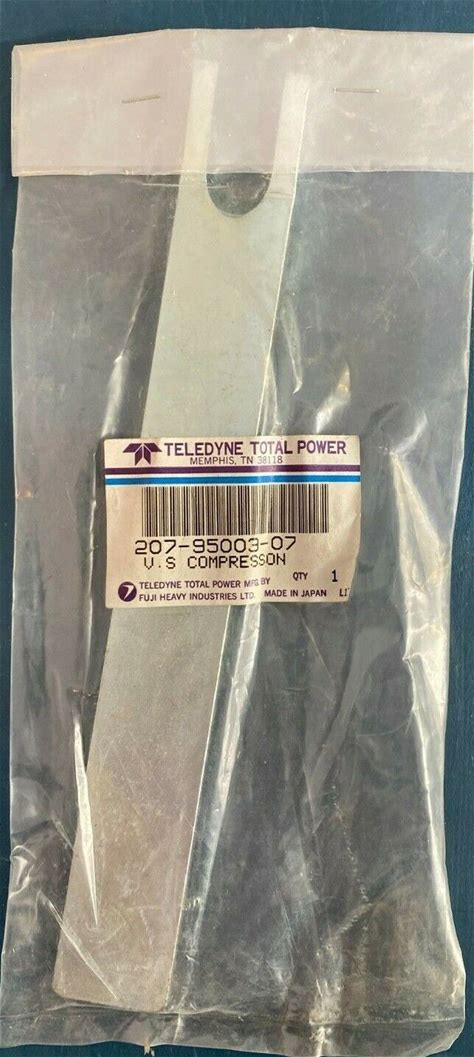 TELEDYNE TOTAL POWER
MEMPHIS, TN 38118
207-95003-07
V.S COMPRESSON
QTY 1
7 TELEDYNE TOTAL POWER MFG BY
FUJI HEAVY INDUSTRIES LTD. MADE IN JAPAN